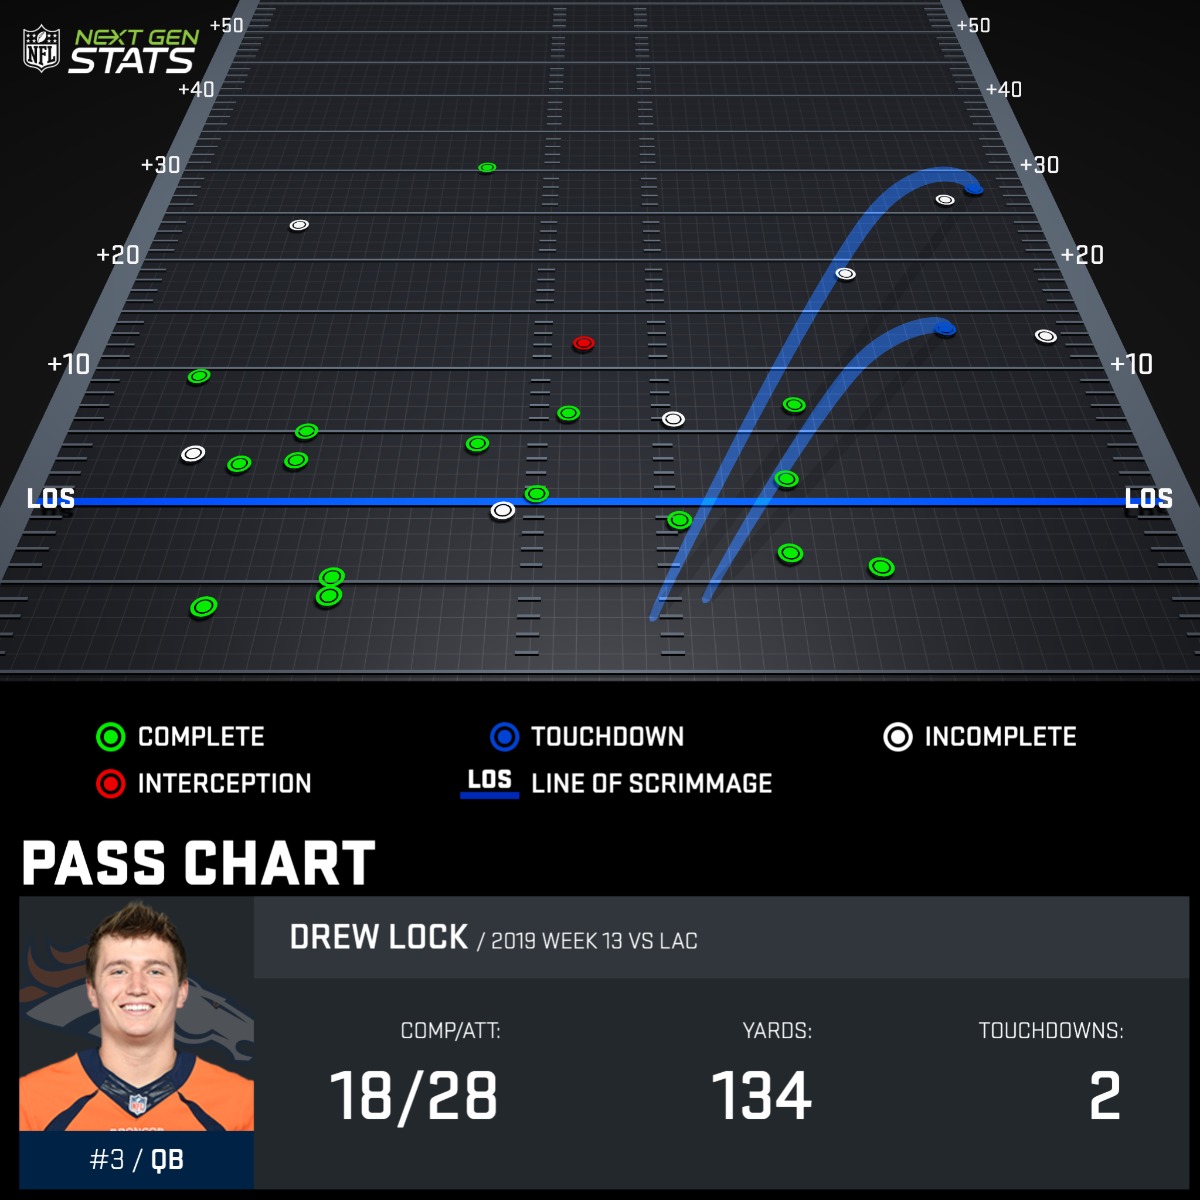 NFL NEXT GEN STATS
+50 +50
+40 +40
+30 +30
+20 +20
+10 +10
LOS LOS
COMPLETE TOUCHDOWN INCOMPLETE
INTERCEPTION LOS LINE OF SCRIMMAGE
PASS CHART
DREW LOCK / 2019 WEEK 13 VS LAC
COMP/ATT: YARDS: TOUCHDOWNS:
18/28 134 2
#3 / QB